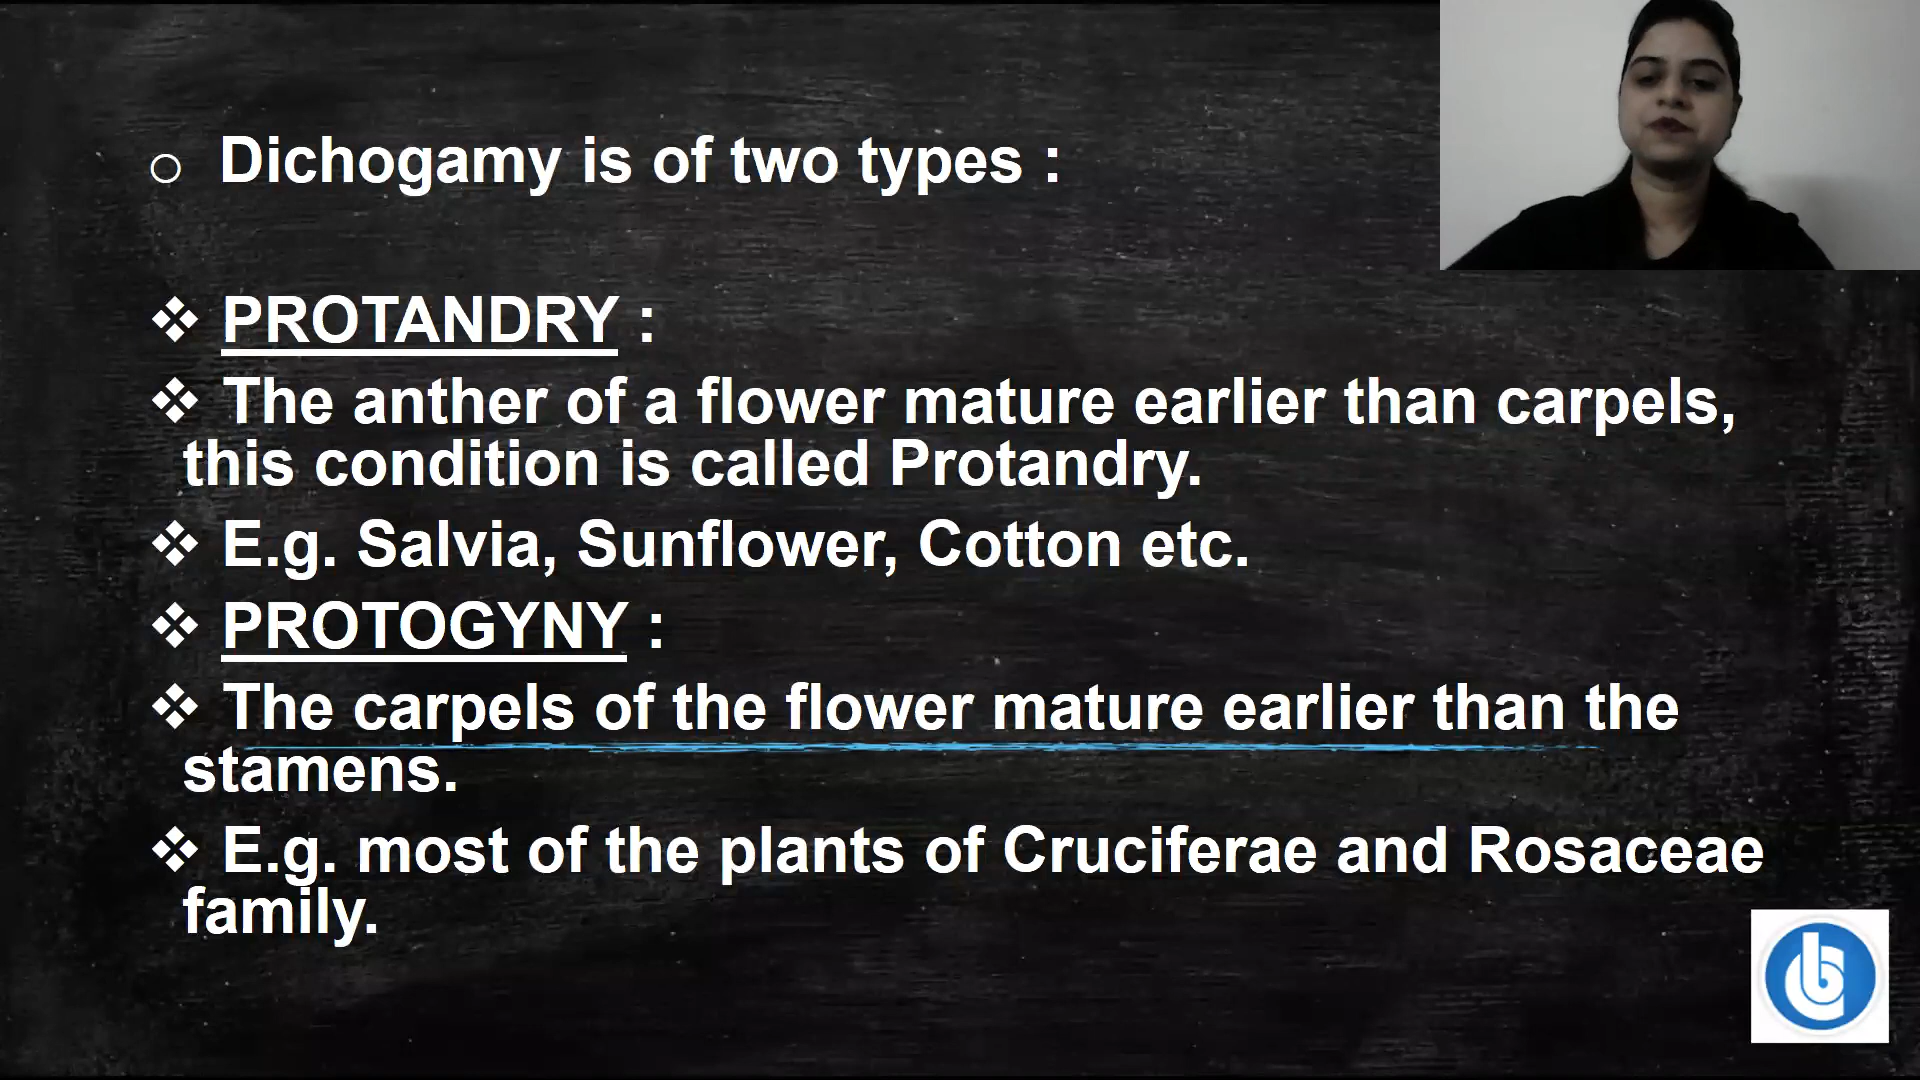 Dichogamy is of two types :
PROTANDRY :
The anther of a flower mature earlier than carpels,
this condition is called Protandry.
E.g. Salvia, Sunflower, Cotton etc.
PROTOGYNY :
The carpels of the flower mature earlier than the
stamens.
E.g. most of the plants of Cruciferae and Rosaceae
family.